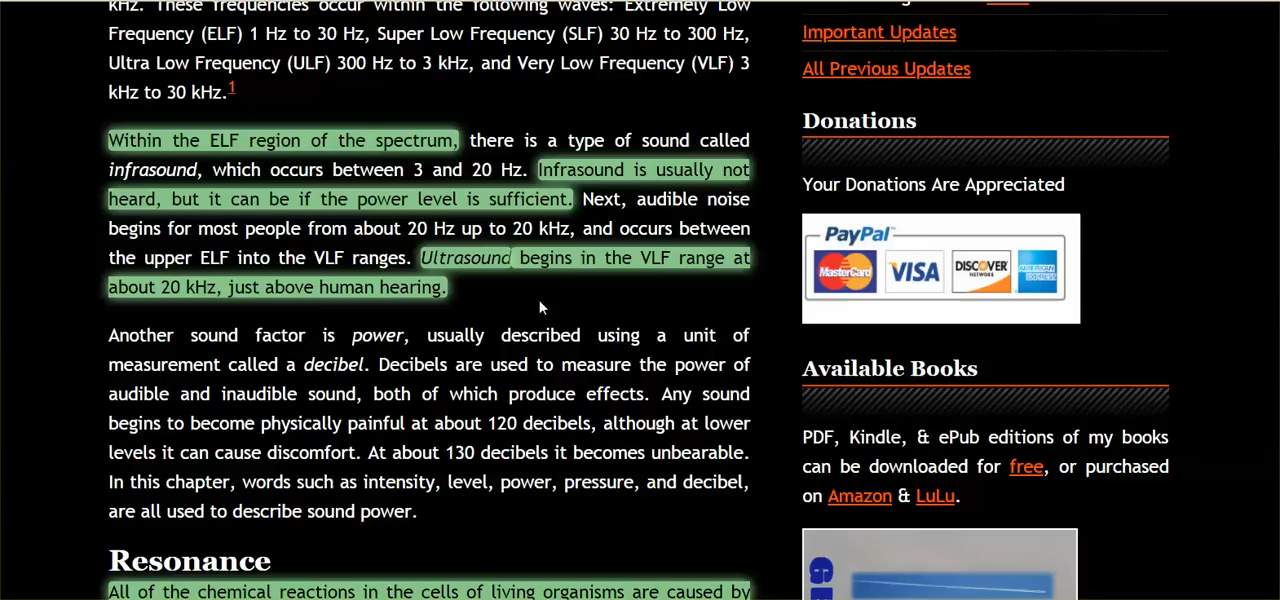 kHz. These frequencies occur within the following waves: Extremely Low
Frequency (ELF) 1 Hz to 30 Hz, Super Low Frequency (SLF) 30 Hz to 300 Hz,
Ultra Low Frequency (ULF) 300 Hz to 3 kHz, and Very Low Frequency (VLF) 3
kHz to 30 kHz.1
Within the ELF region of the spectrum, there is a type of sound called
infrasound, which occurs between 3 and 20 Hz. Infrasound is usually not
heard, but it can be if the power level is sufficient. Next, audible noise
begins for most people from about 20 Hz up to 20 kHz, and occurs between
the upper ELF into the VLF ranges. Ultrasound begins in the VLF range at
about 20 kHz, just above human hearing.
Another sound factor is power, usually described using a unit of
measurement called a decibel. Decibels are used to measure the power of
audible and inaudible sound, both of which produce effects. Any sound
begins to become physically painful at about 120 decibels, although at lower
levels it can cause discomfort. At about 130 decibels it becomes unbearable.
In this chapter, words such as intensity, level, power, pressure, and decibel,
are all used to describe sound power.
Resonance
All of the chemical reactions in the cells of living organisms are caused by
Important Updates
All Previous Updates
Donations
Your Donations Are Appreciated
PayPal
MasterCard VISA DISCOVER NETWORK AMERICAN EXPRESS
Available Books
PDF, Kindle, & ePub editions of my books
can be downloaded for free, or purchased
on Amazon & LuLu.